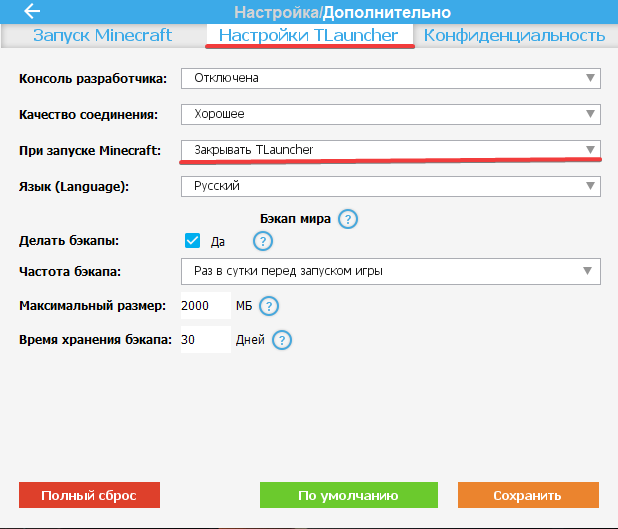 Настройка/Дополнительно
Запуск Minecraft Настройки TLauncher Конфиденциальность
Консоль разработчика: Отключена
Качество соединения: Хорошее
При запуске Minecraft: Закрывать TLauncher
Язык (Language): Русский
Бэкап мира ?
Делать бэкапы: Да ?
Частота бэкапа: Раз в сутки перед запуском игры
Максимальный размер: 2000 МБ ?
Время хранения бэкапа: 30 Дней ?
Полный сброс По умолчанию Сохранить